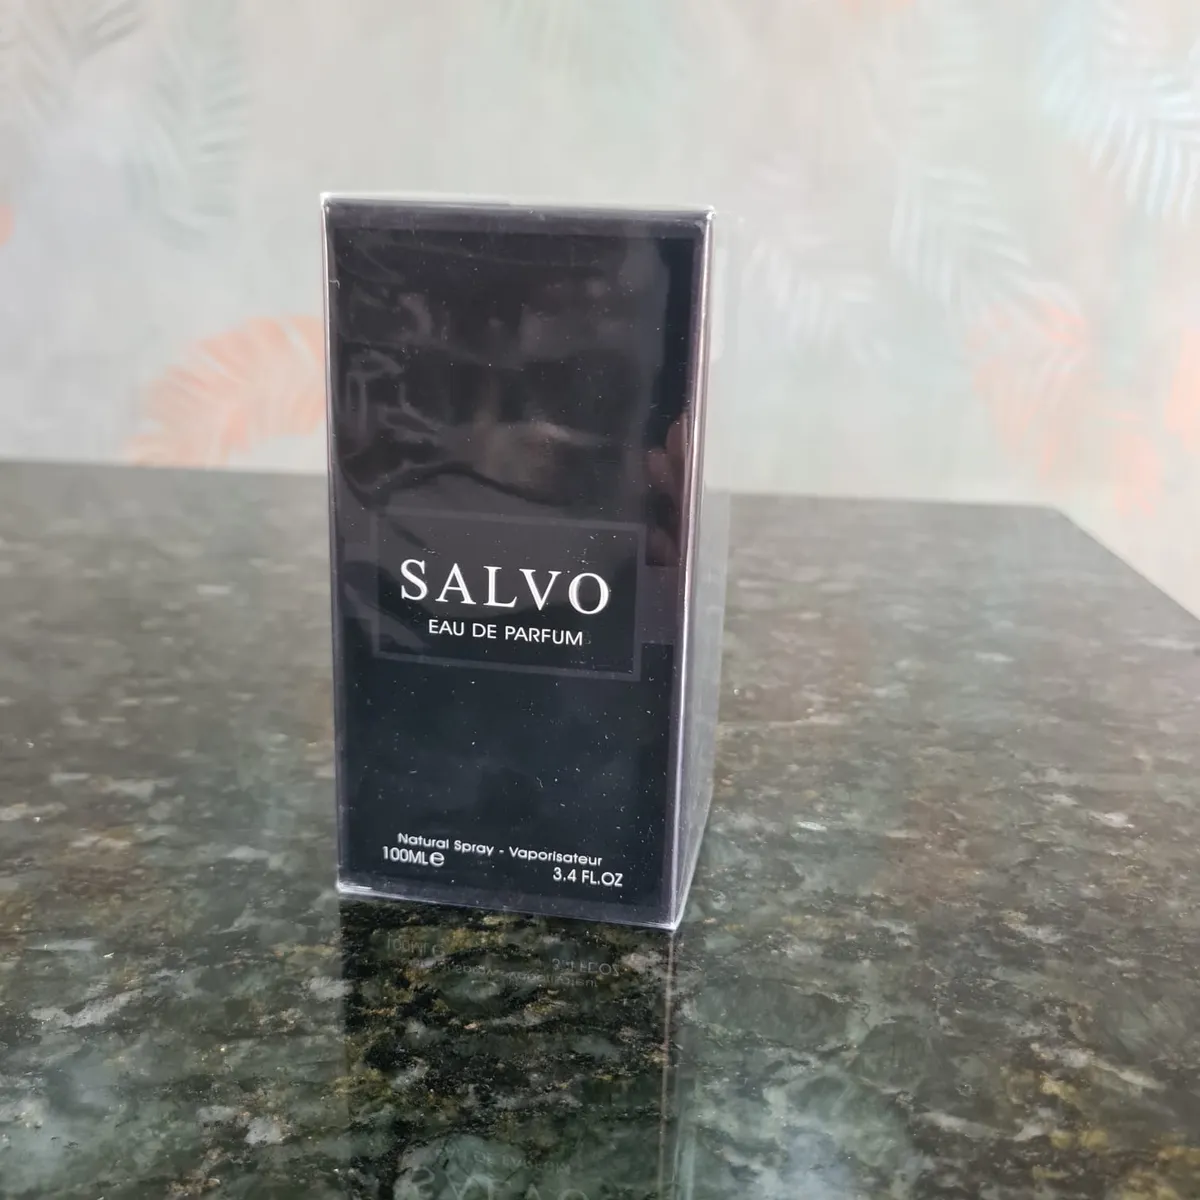 SALVO
EAU DE PARFUM
Natural Spray - Vaporisateur
100ML℮
3.4 FL.OZ